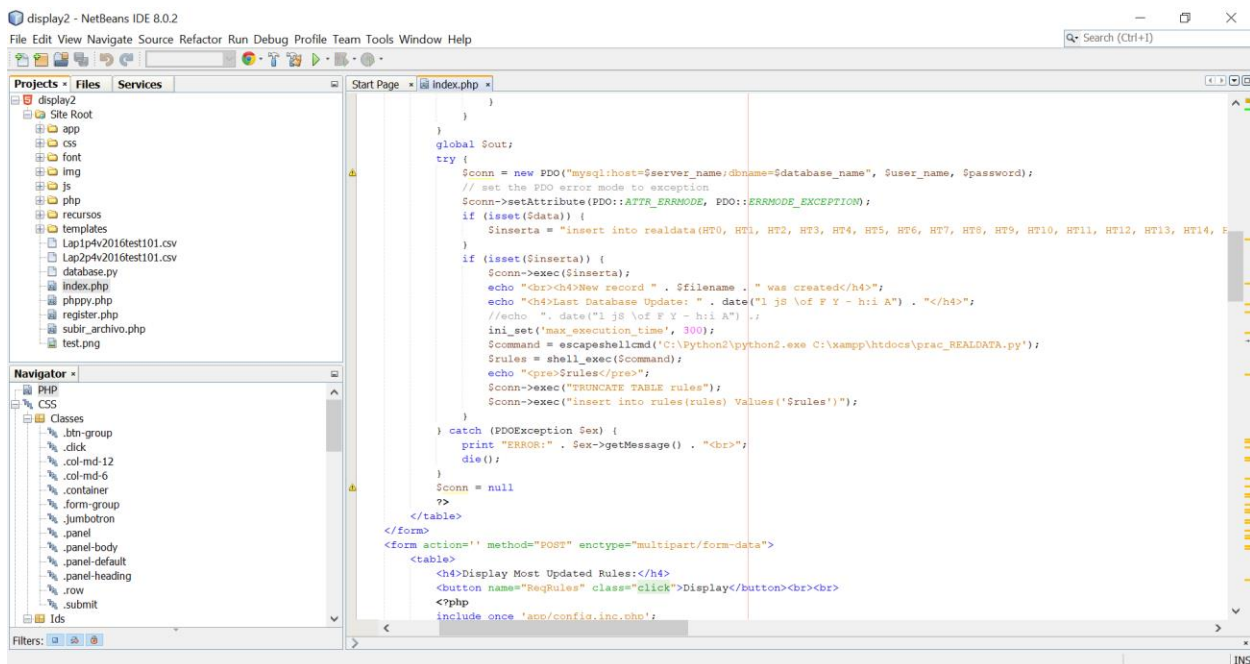 display2 - NetBeans IDE 8.0.2
File Edit View Navigate Source Refactor Run Debug Profile Team Tools Window Help
Search (Ctrl+I)
Projects Files Services
display2
Site Root
app
css
font
img
js
php
recursos
templates
Lap1p4v2016test101.csv
Lap2p4v2016test101.csv
database.py
index.php
phppy.php
register.php
subir_archivo.php
test.png
Navigator
PHP
CSS
Classes
.btn-group
.click
.col-md-12
.col-md-6
.container
.form-group
.jumbotron
.panel
.panel-body
.panel-default
.panel-heading
.row
.submit
Ids
Filters:
Start Page index.php
}
}
}
global $out;
try {
$conn = new PDO("mysql:host=$server_name;dbname=$database_name", $user_name, $password);
// set the PDO error mode to exception
$conn->setAttribute(PDO::ATTR_ERRMODE, PDO::ERRMODE_EXCEPTION);
if (isset($data)) {
$inserta = "insert into realdata(HT0, HT1, HT2, HT3, HT4, HT5, HT6, HT7, HT8, HT9, HT10, HT11, HT12, HT13, HT14,
}
if (isset($inserta)) {
$conn->exec($inserta);
echo "<br><h4>New record " . $filename . " was created</h4>";
echo "<h4>Last Database Update: " . date("l jS \of F Y - h:i A") . "</h4>";
//echo ". date("l jS \of F Y - h:i A") .;
ini_set('max_execution_time', 300);
$command = escapeshellcmd('C:\Python2\python2.exe C:\xampp\htdocs\prac_REALDATA.py');
$rules = shell_exec($command);
echo "<pre>$rules</pre>";
$conn->exec("TRUNCATE TABLE rules");
$conn->exec("insert into rules(rules) Values('$rules')");
}
} catch (PDOException $ex) {
print "ERROR:" . $ex->getMessage() . "<br>";
die();
}
$conn = null
?>
</table>
</form>
<form action='' method="POST" enctype="multipart/form-data">
<table>
<h4>Display Most Updated Rules:</h4>
<button name="ReqRules" class="click">Display</button><br><br>
<?php
include_once 'app/config.inc.php';
INS